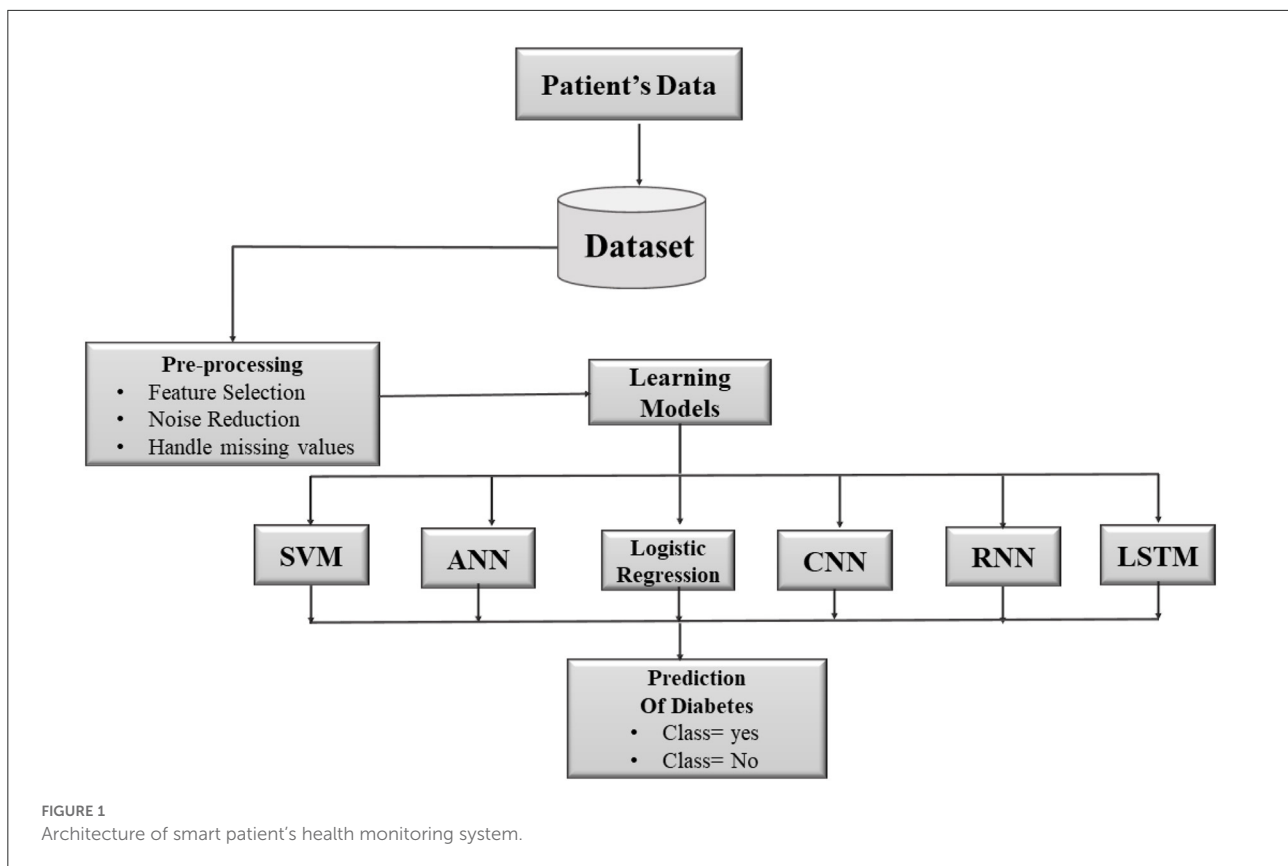 Patient's Data
Dataset
Pre-processing
• Feature Selection
• Noise Reduction
• Handle missing values
Learning
Models
SVM
ANN
Logistic
Regression
CNN
RNN
LSTM
Prediction
Of Diabetes
• Class= yes
• Class= No
FIGURE 1
Architecture of smart patient's health monitoring system.